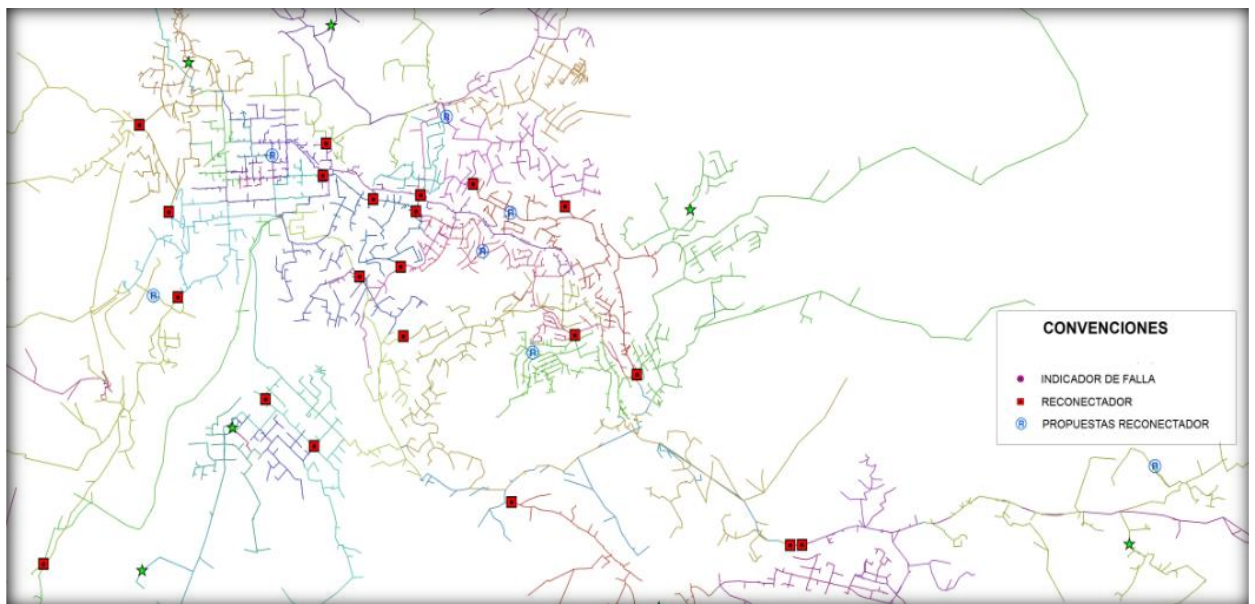 R
R
R
R
R
R
CONVENCIONES
INDICADOR DE FALLA
RECONECTADOR
R PROPUESTAS RECONECTADOR
R